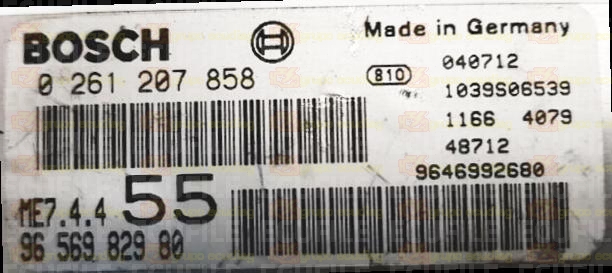 BOSCH
Made in Germany
0 261 207 858
810
040712
1039S06539
1166 4079
48712
9646992680
ME7.4.4 55
96 569 829 80